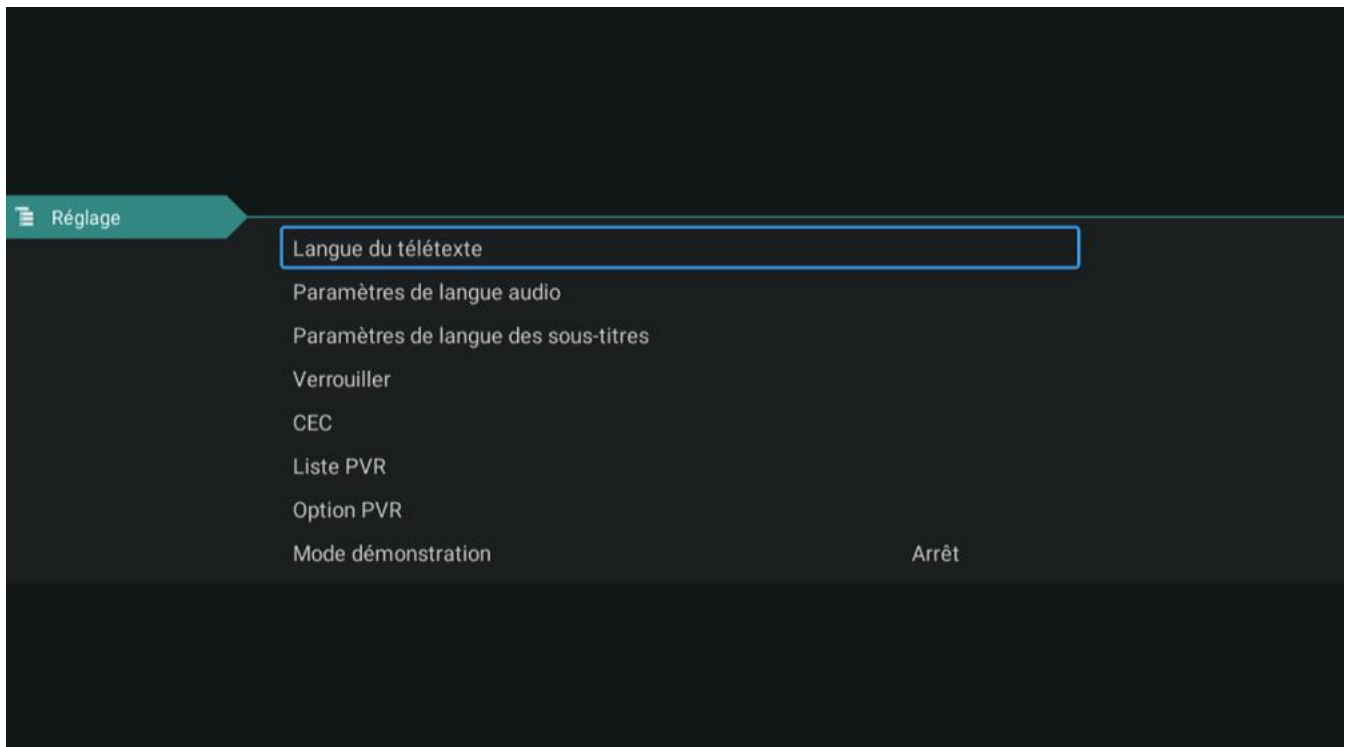 Réglage
Langue du télétexte
Paramètres de langue audio
Paramètres de langue des sous-titres
Verrouiller
CEC
Liste PVR
Option PVR
Mode démonstration Arrêt